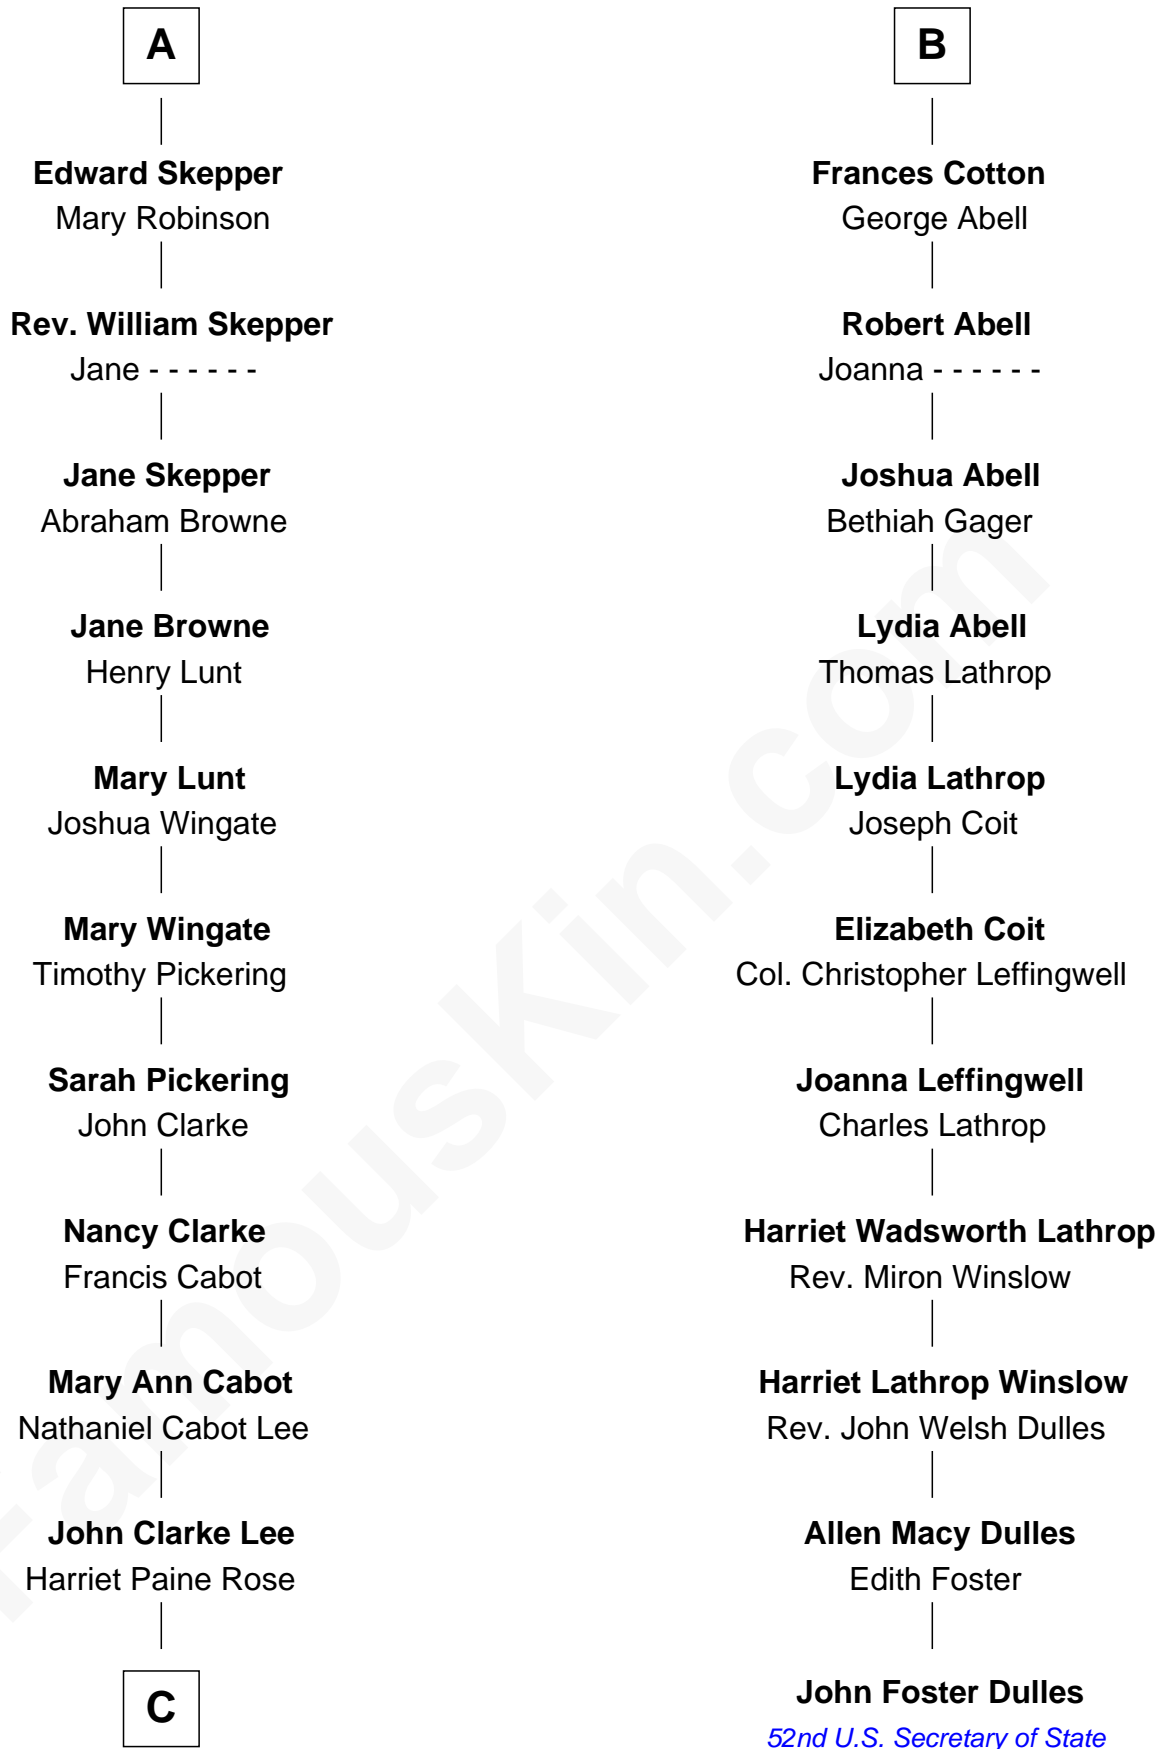 A
Edward Skepper
Mary Robinson
Rev. William Skepper
Jane - - - - - -
Jane Skepper
Abraham Browne
Jane Browne
Henry Lunt
Mary Lunt
Joshua Wingate
Mary Wingate
Timothy Pickering
Sarah Pickering
John Clarke
Nancy Clarke
Francis Cabot
Mary Ann Cabot
Nathaniel Cabot Lee
John Clarke Lee
Harriet Paine Rose
C
B
Frances Cotton
George Abell
Robert Abell
Joanna - - - - - -
Joshua Abell
Bethiah Gager
Lydia Abell
Thomas Lathrop
Lydia Lathrop
Joseph Coit
Elizabeth Coit
Col. Christopher Leffingwell
Joanna Leffingwell
Charles Lathrop
Harriet Wadsworth Lathrop
Rev. Miron Winslow
Harriet Lathrop Winslow
Rev. John Welsh Dulles
Allen Macy Dulles
Edith Foster
John Foster Dulles
52nd U.S. Secretary of State
FamousKin.com